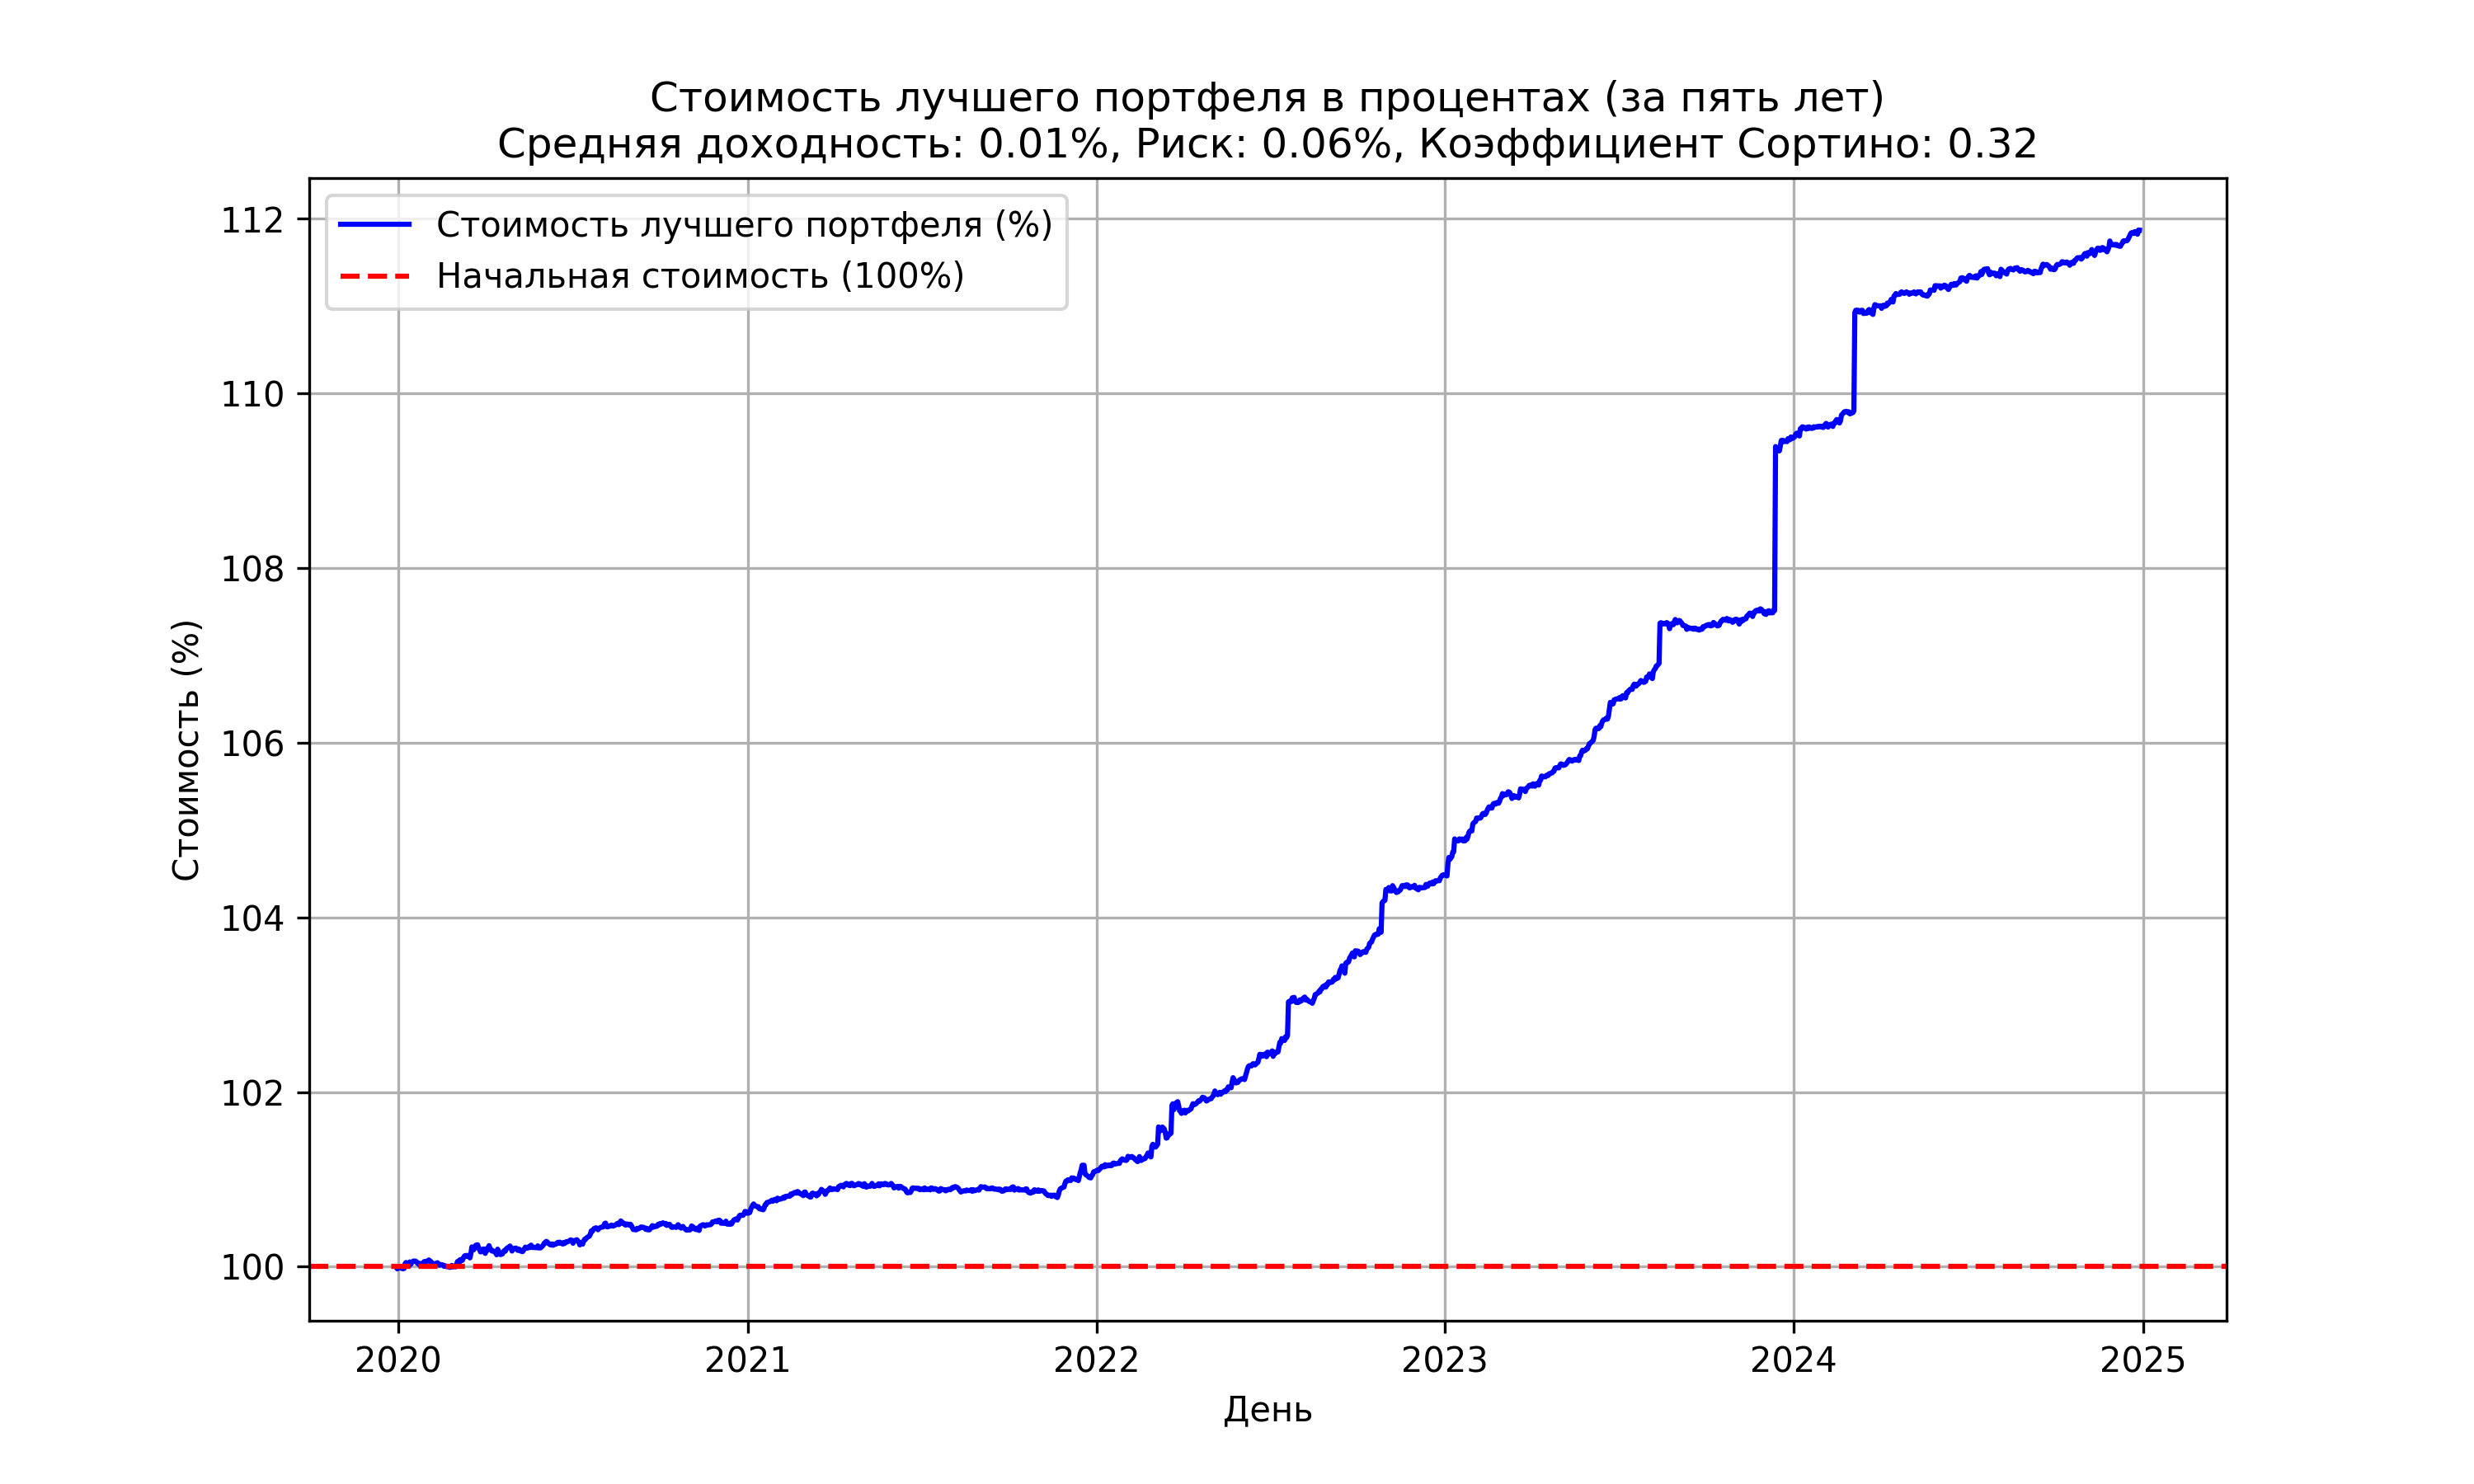 Стоимость лучшего портфеля в процентах (за пять лет)
Средняя доходность: 0.01%, Риск: 0.06%, Коэффициент Сортино: 0.32
Стоимость лучшего портфеля (%)
Начальная стоимость (100%)
Стоимость (%)
112
110
108
106
104
102
100
2020
2021
2022
2023
2024
2025
День